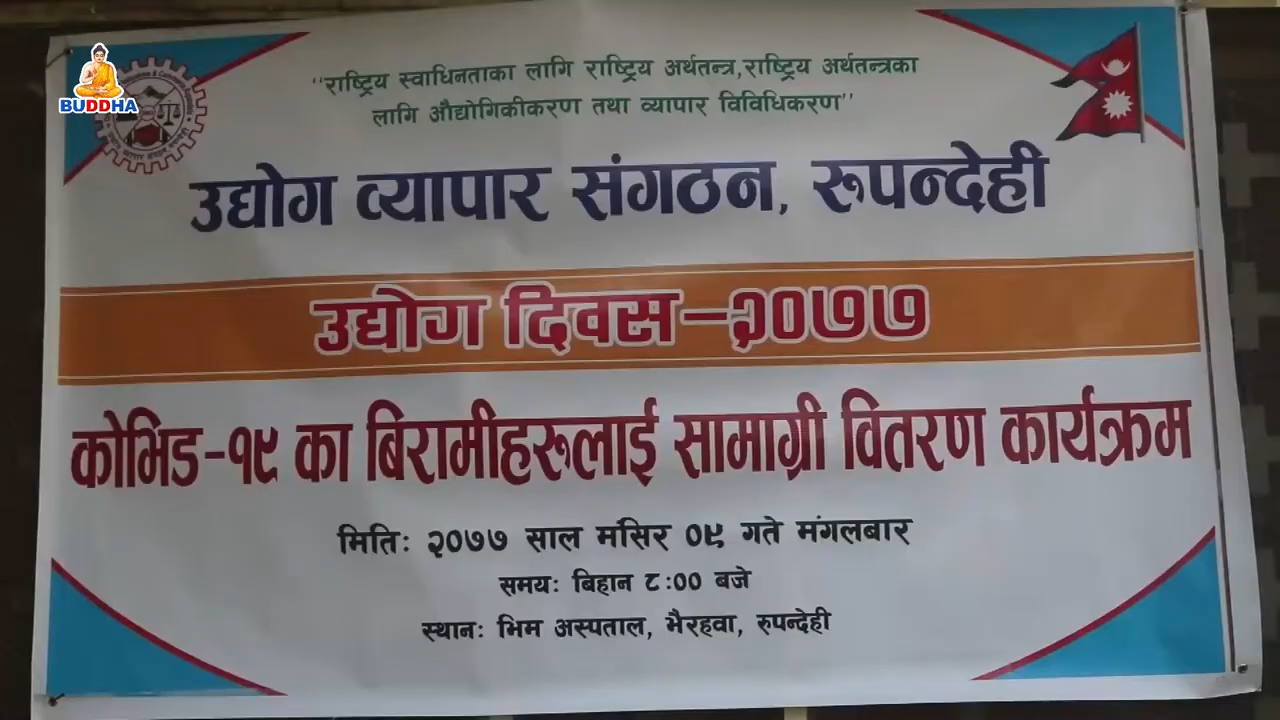 BUDDHA
“राष्ट्रिय स्वाधिनताका लागि राष्ट्रिय अर्थतन्त्र,राष्ट्रिय अर्थतन्त्रका
लागि औद्योगिकीकरण तथा व्यापार विविधिकरण”
उद्योग व्यापार संगठन, रुपन्देही
उद्योग दिवस–२०७७
कोभिड-१९ का बिरामीहरूलाई सामाग्री वितरण कार्यक्रम
मितिः २०७७ साल मंसिर ०९ गते मंगलबार
समयः बिहान ८:०० बजे
स्थानः भिम अस्पताल, भैरहवा, रुपन्देही